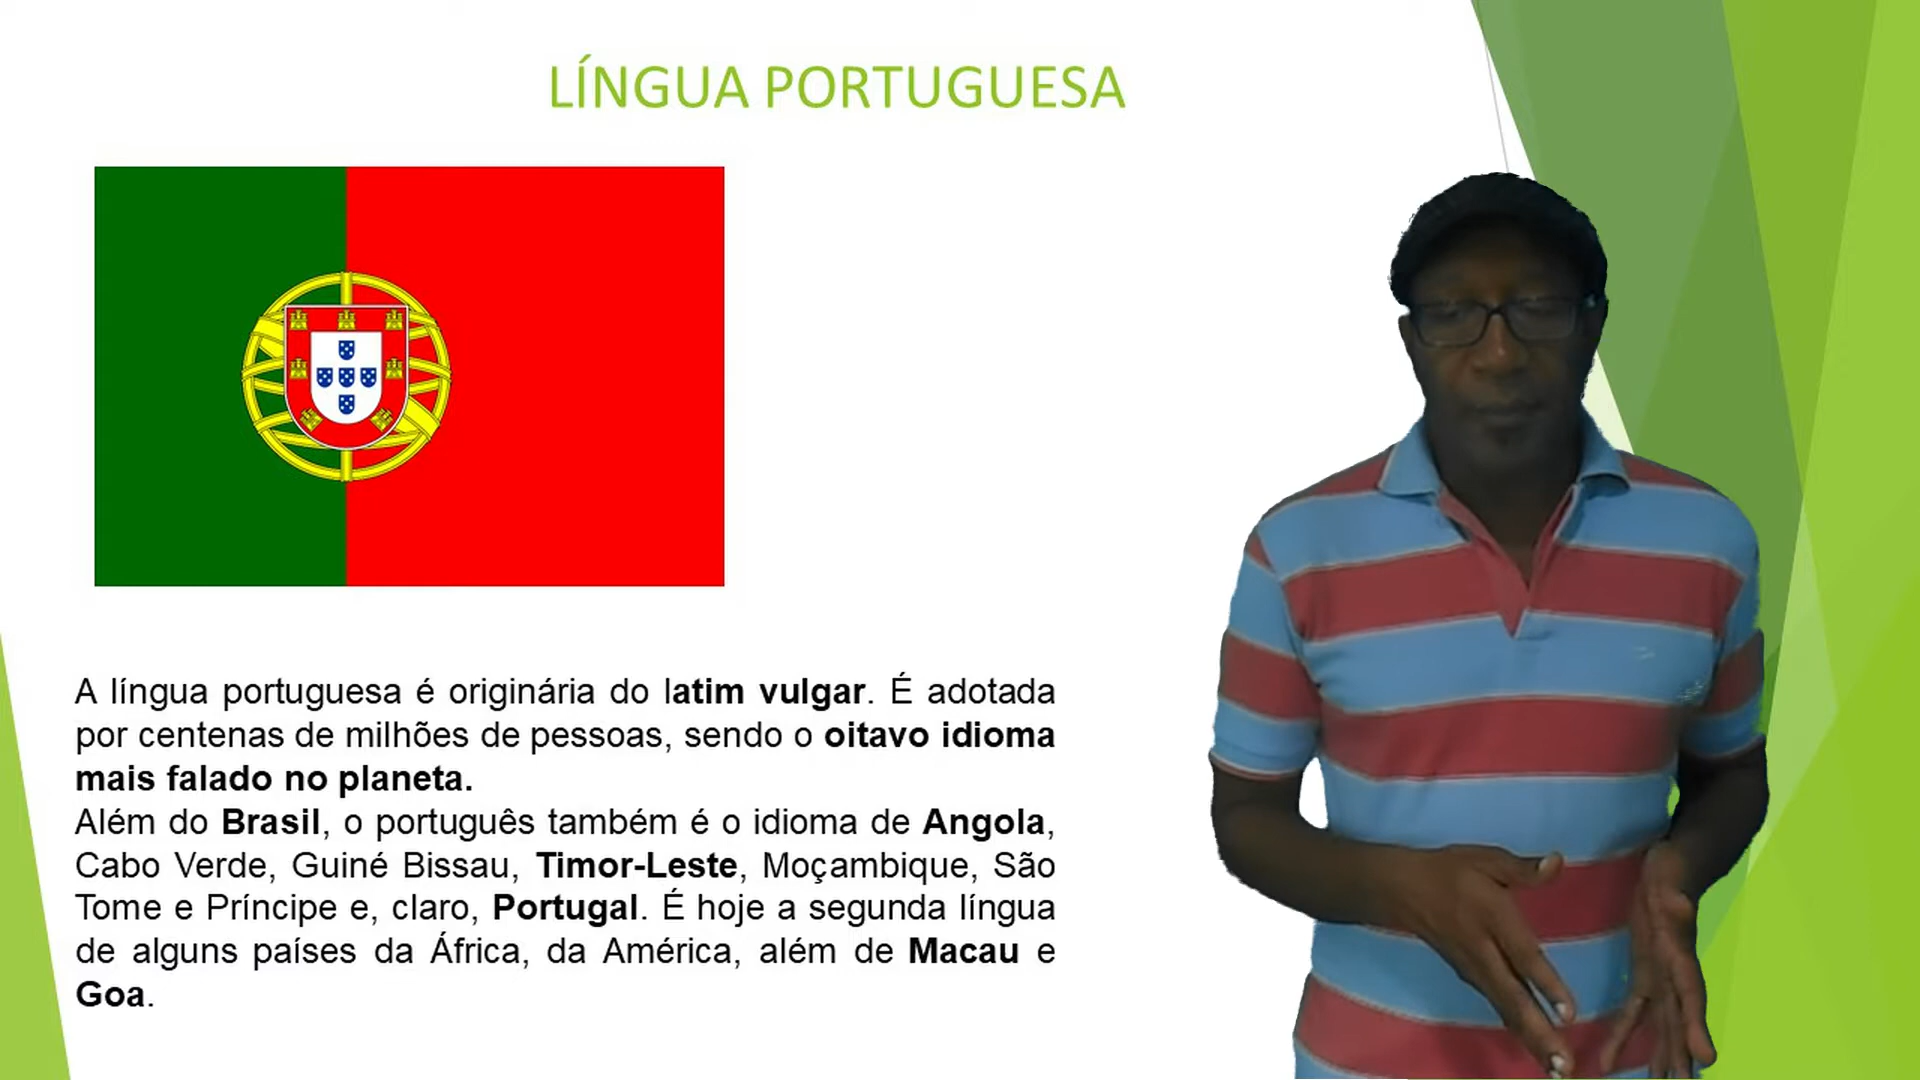 LÍNGUA PORTUGUESA
A língua portuguesa é originária do latim vulgar. É adotada
por centenas de milhões de pessoas, sendo o oitavo idioma
mais falado no planeta.
Além do Brasil, o português também é o idioma de Angola,
Cabo Verde, Guiné Bissau, Timor-Leste, Moçambique, São
Tome e Príncipe e, claro, Portugal. É hoje a segunda língua
de alguns países da África, da América, além de Macau e
Goa.